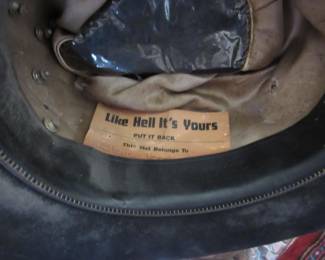 Like Hell It's Yours
PUT IT BACK
This Hat Belongs To